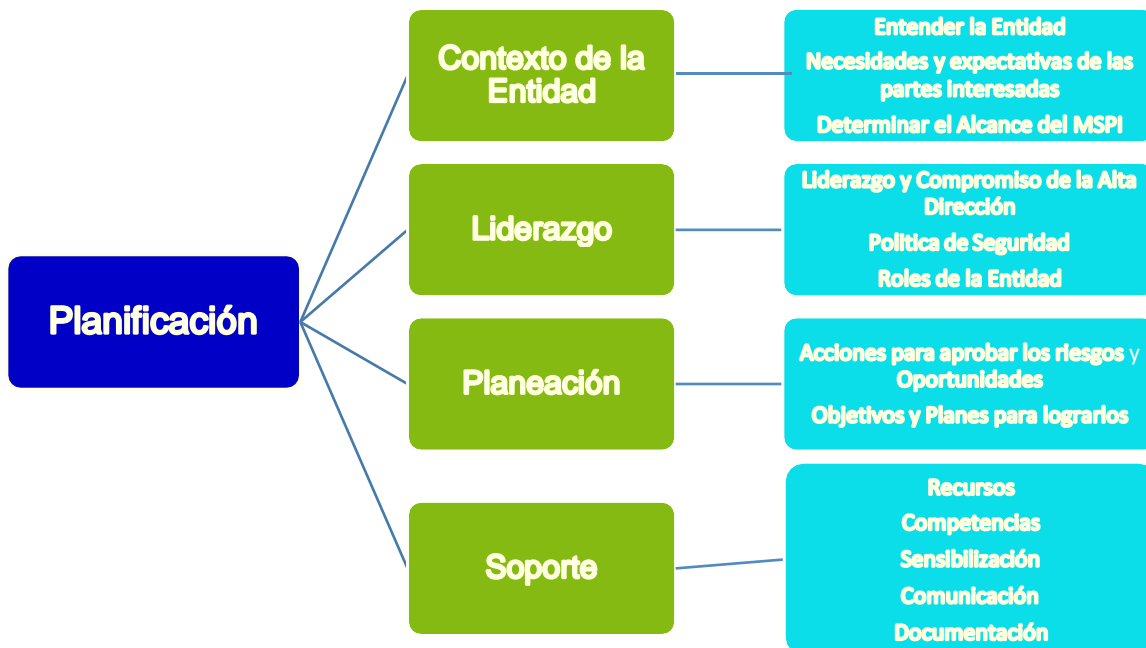 Planificación
Contexto de la
Entidad
Entender la Entidad
Necesidades y expectativas de las
partes interesadas
Determinar el Alcance del MSPI
Liderazgo
Liderazgo y Compromiso de la Alta
Dirección
Politica de Seguridad
Roles de la Entidad
Planeación
Acciones para aprobar los riesgos y
Oportunidades
Objetivos y Planes para lograrlos
Soporte
Recursos
Competencias
Sensibilización
Comunicación
Documentación